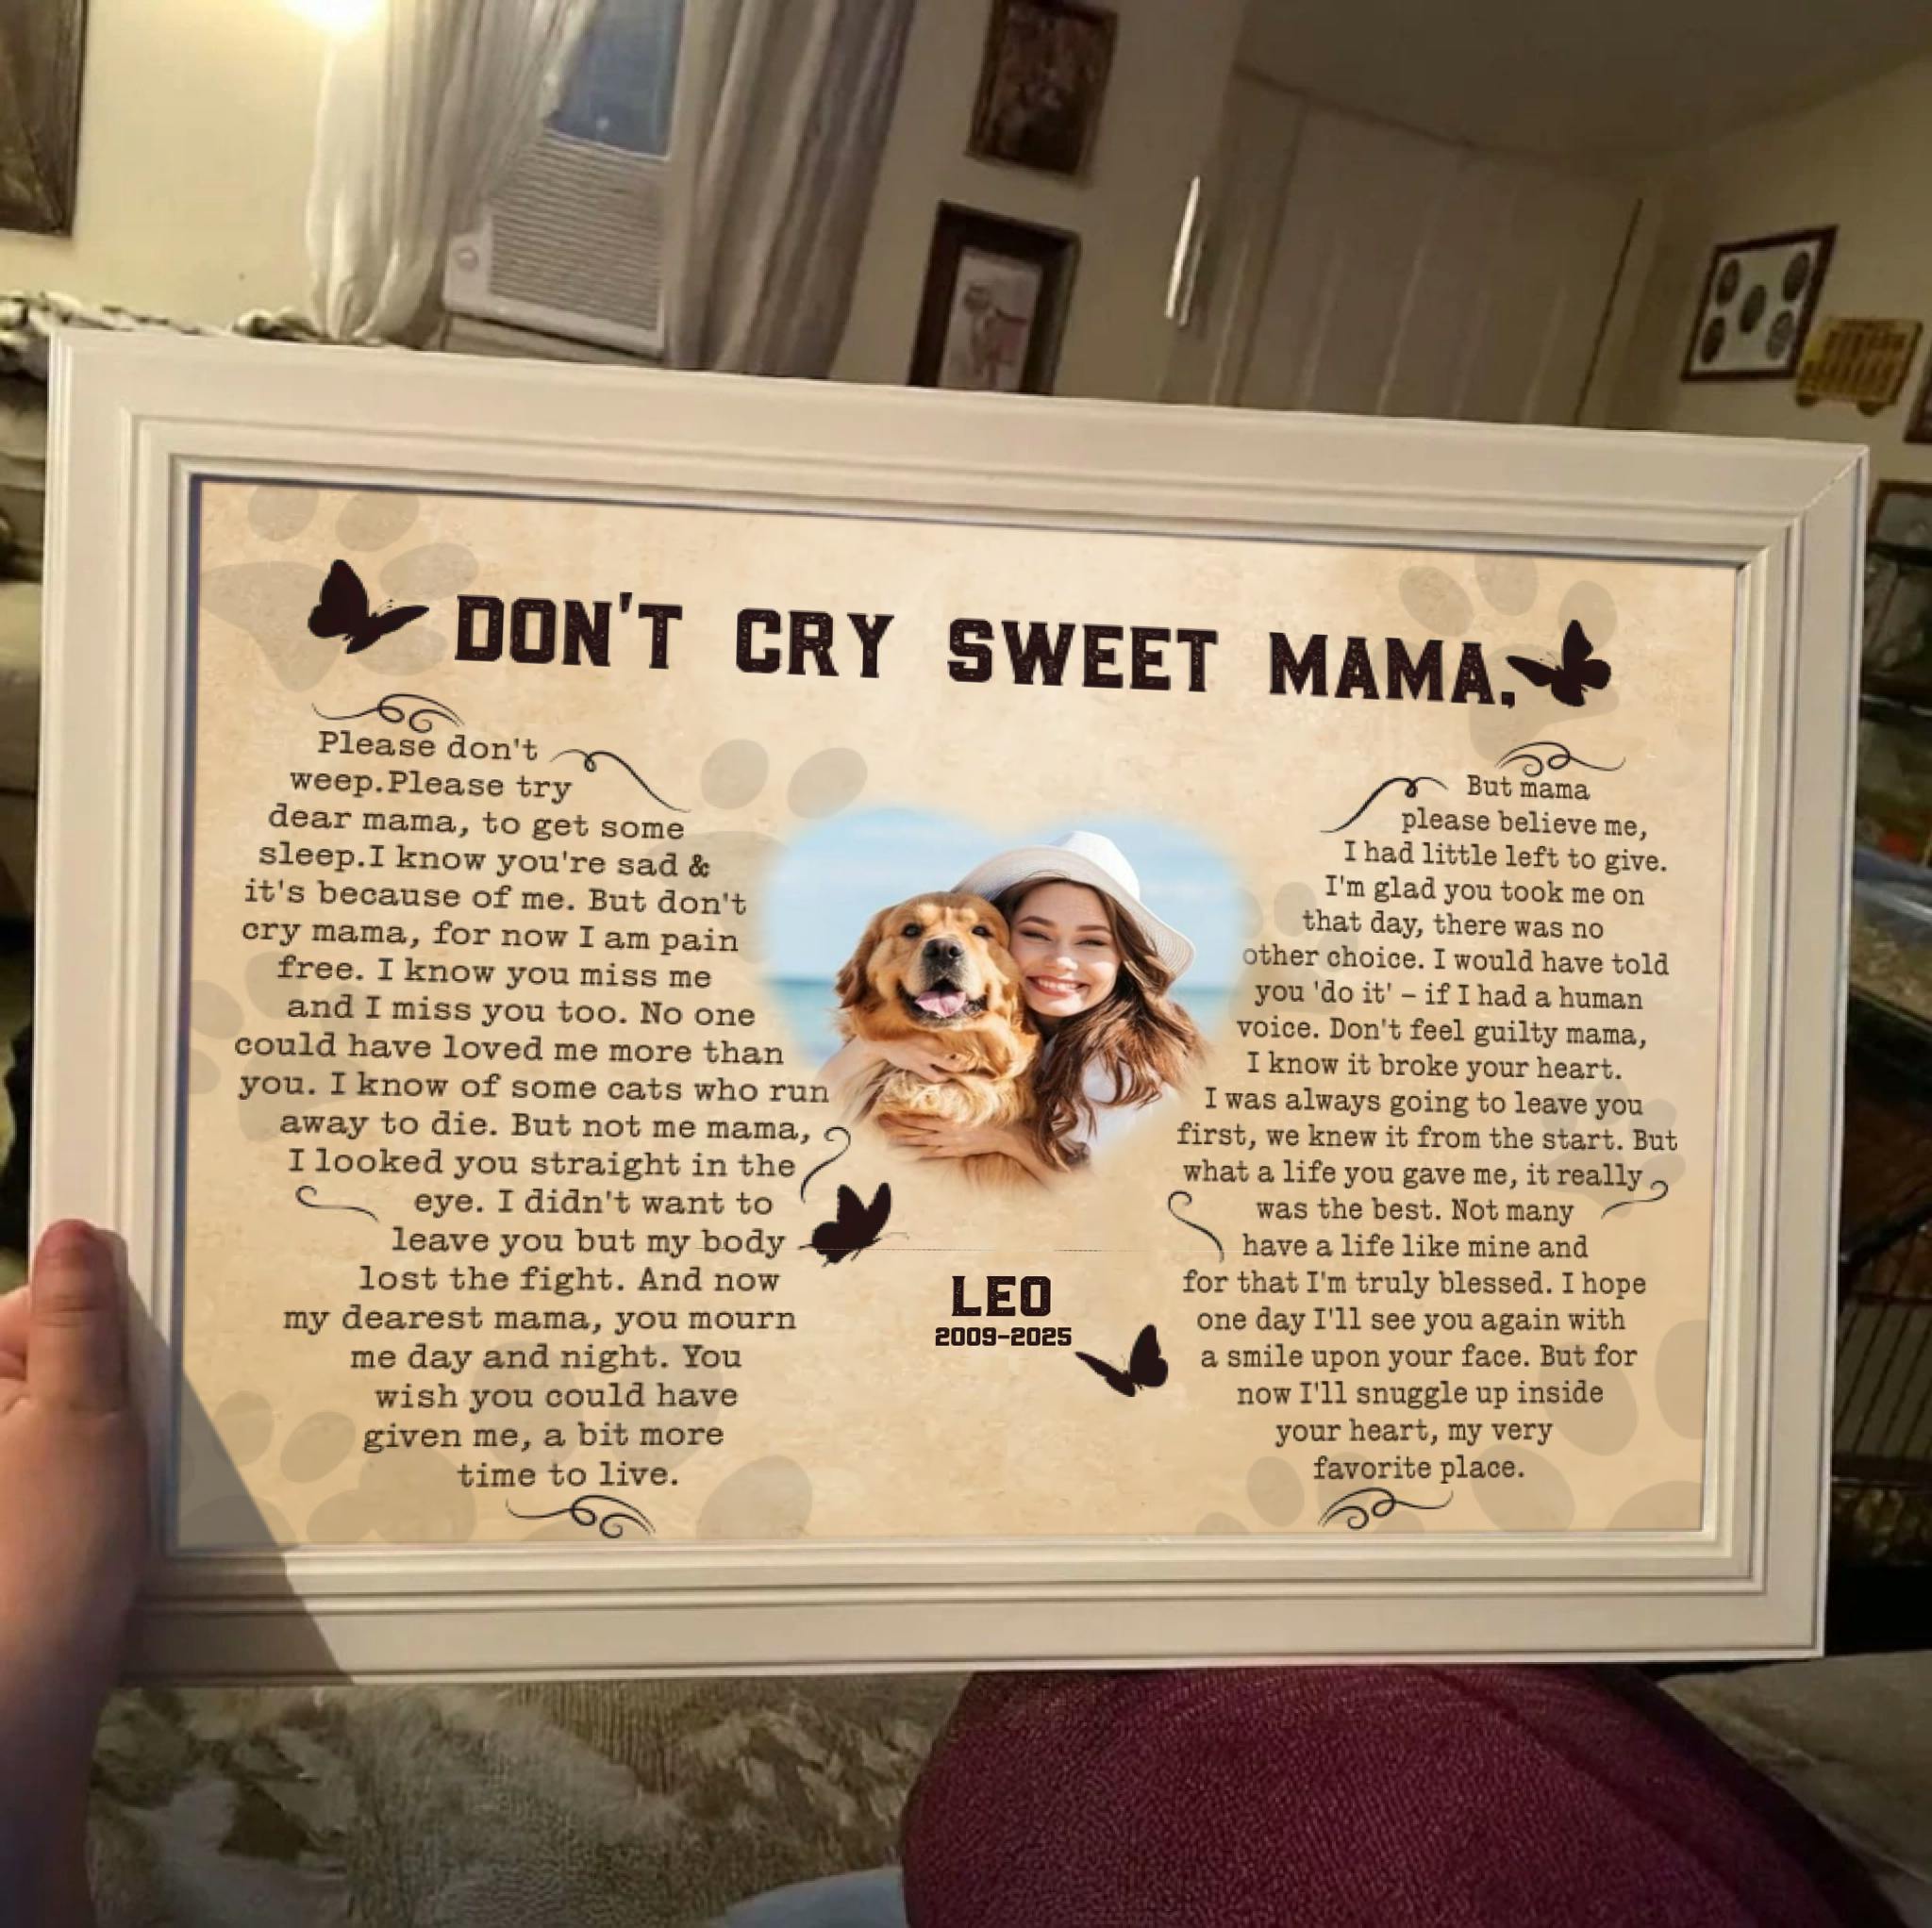 DON'T CRY SWEET MAMA,
Please don't
weep.Please try
dear mama, to get some
sleep.I know you're sad &
it's because of me. But don't
cry mama, for now I am pain
free. I know you miss me
and I miss you too. No one
could have loved me more than
you. I know of some cats who run
away to die. But not me mama,
I looked you straight in the
eye. I didn't want to
leave you but my body
lost the fight. And now
my dearest mama, you mourn
me day and night. You
wish you could have
given me, a bit more
time to live.
But mama
please believe me,
I had little left to give.
I'm glad you took me on
that day, there was no
other choice. I would have told
you 'do it' – if I had a human
voice. Don't feel guilty mama,
I know it broke your heart.
I was always going to leave you
first, we knew it from the start. But
what a life you gave me, it really
was the best. Not many
have a life like mine and
for that I'm truly blessed. I hope
one day I'll see you again with
a smile upon your face. But for
now I'll snuggle up inside
your heart, my very
favorite place.
LEO
2009-2025